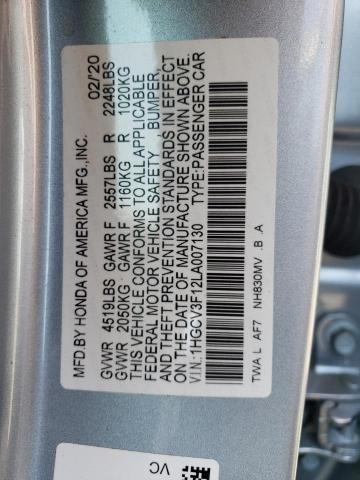 MFD.BY HONDA OF AMERICA MFG.,INC. 02/20
GVWR 4519LBS GAWR F 2557LBS R 2248LBS
GVWR 2050KG GAWR F 1160KG R 1020KG
THIS VEHICLE CONFORMS TO ALL APPLICABLE
FEDERAL MOTOR VEHICLE SAFETY, BUMPER,
AND THEFT PREVENTION STANDARDS IN EFFECT
ON THE DATE OF MANUFACTURE SHOWN ABOVE.
V.I.N.:1HGCV3F12LA007130 TYPE:PASSENGER CAR
TWA L AF7 NH830MV .B .A
VC